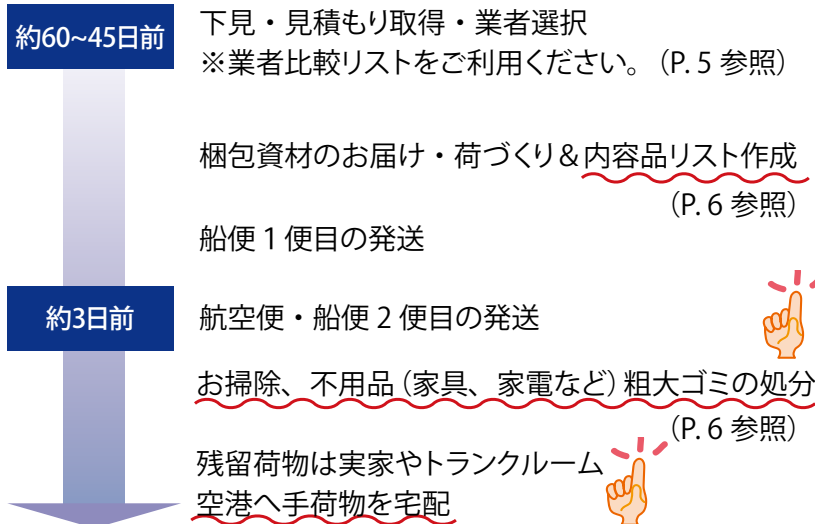 約60~45日前
下見・見積もり取得・業者選択
※業者比較リストをご利用ください。（P. 5 参照）
梱包資材のお届け・荷づくり＆内容品リスト作成
（P. 6 参照）
船便 1 便目の発送
約3日前
航空便・船便 2 便目の発送
お掃除、不用品（家具、家電など）粗大ゴミの処分
（P. 6 参照）
残留荷物は実家やトランクルーム
空港へ手荷物を宅配